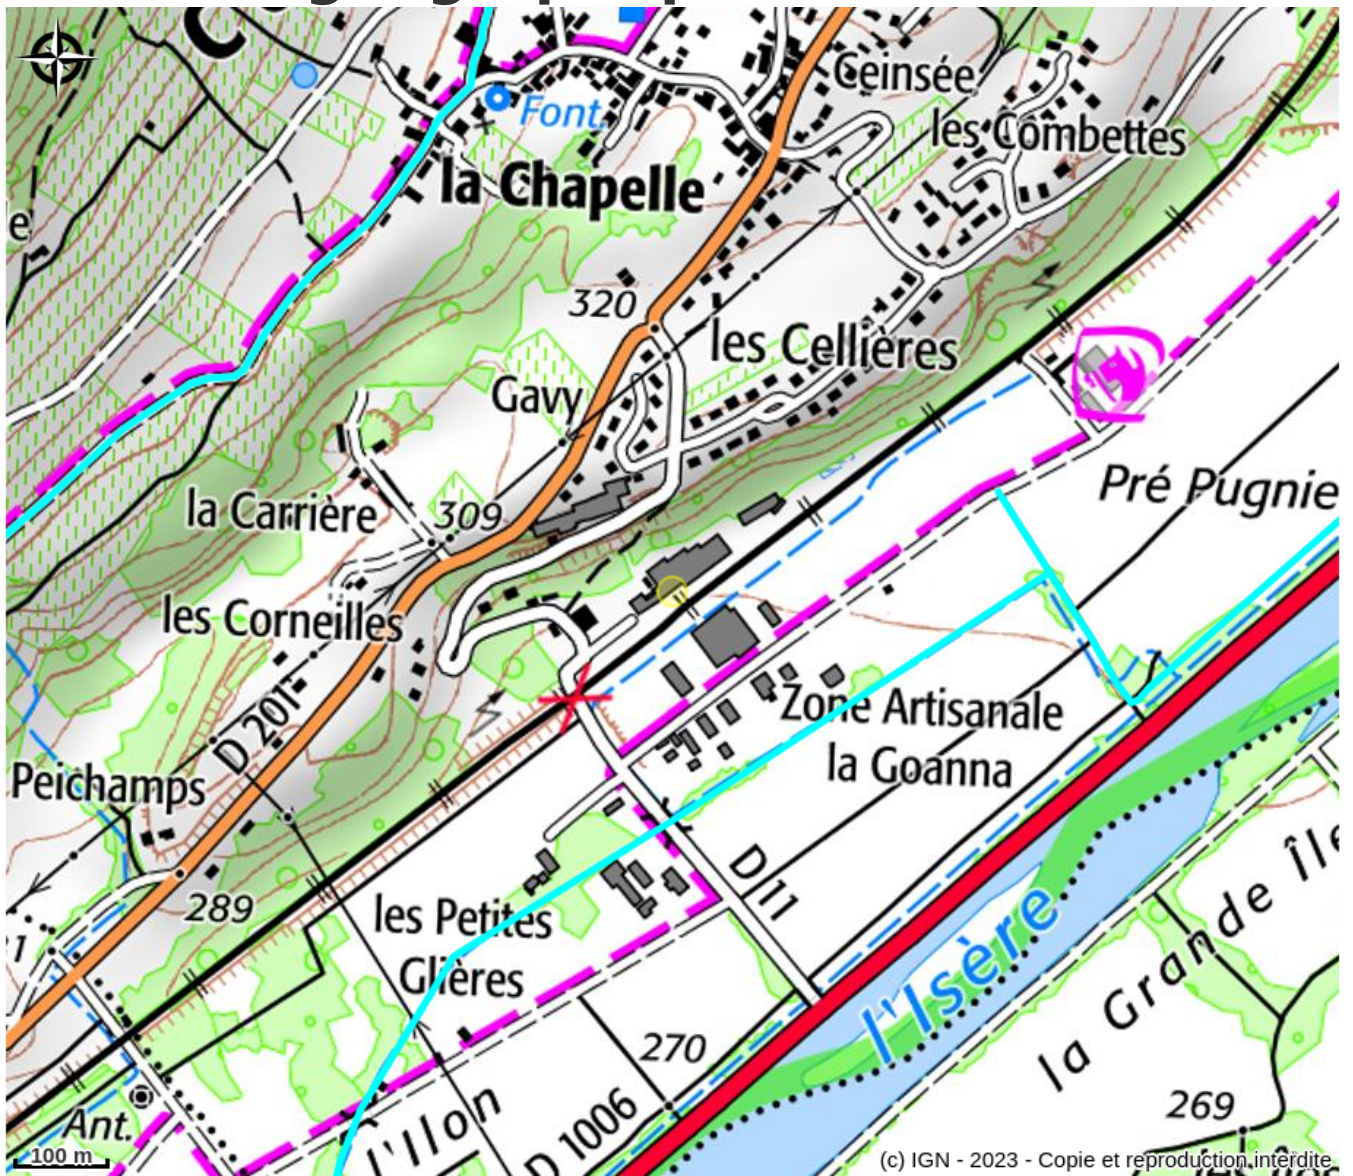 Ceinsée
les Combettes
Font.
la Chapelle
e
320
les Cellières
Gavy
Pré Pugnie
309
la Carrière
les Corneilles
D 201
Zone Artisanale
la Goanna
Peichamps
D11
289
les Petites
Glières
l'Isère
la Grande Île
270
269
Ant.
l'Ilon
D 1006
100 m
(c) IGN - 2023 - Copie et reproduction interdite